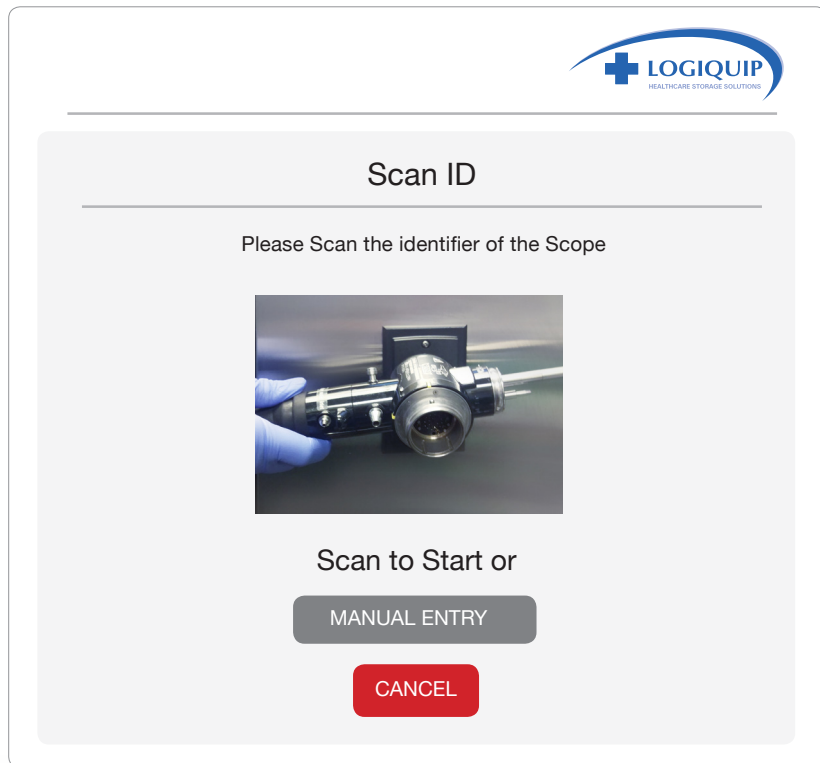 LOGIQUIP
HEALTHCARE STORAGE SOLUTIONS
Scan ID
Please Scan the identifier of the Scope
Scan to Start or
MANUAL ENTRY
CANCEL